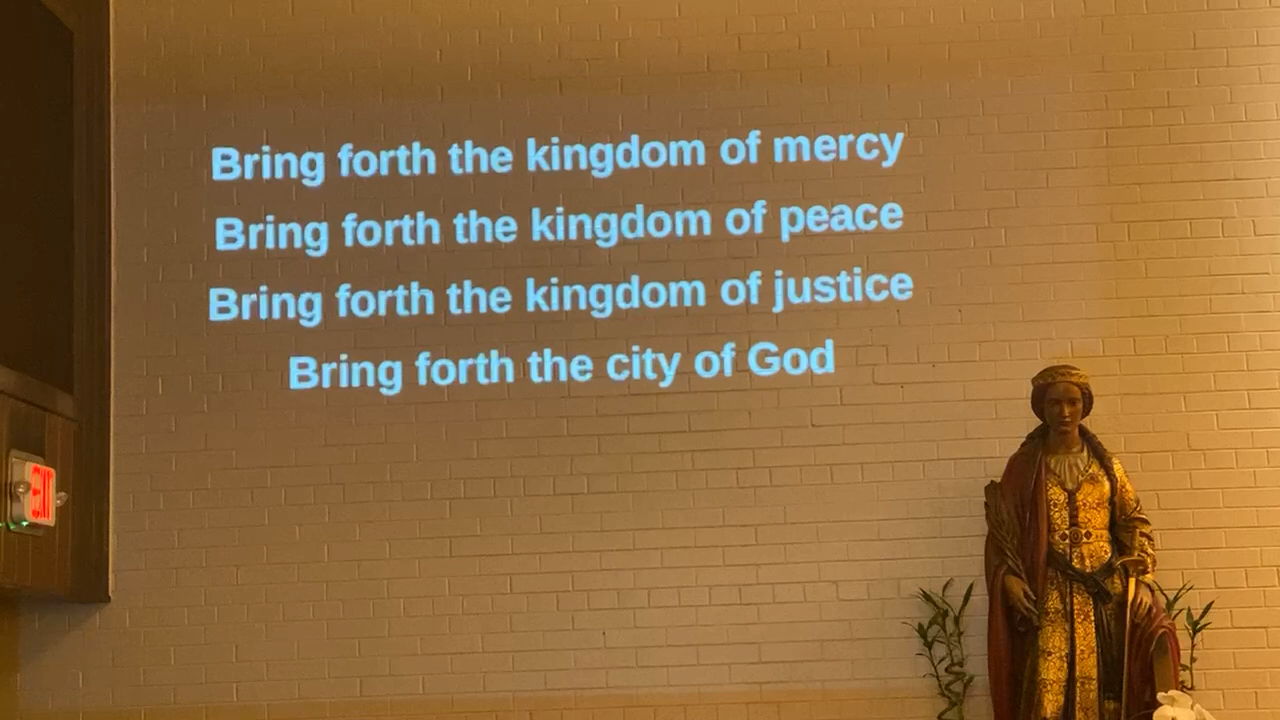 Bring forth the kingdom of mercy
Bring forth the kingdom of peace
Bring forth the kingdom of justice
Bring forth the city of God
EXIT